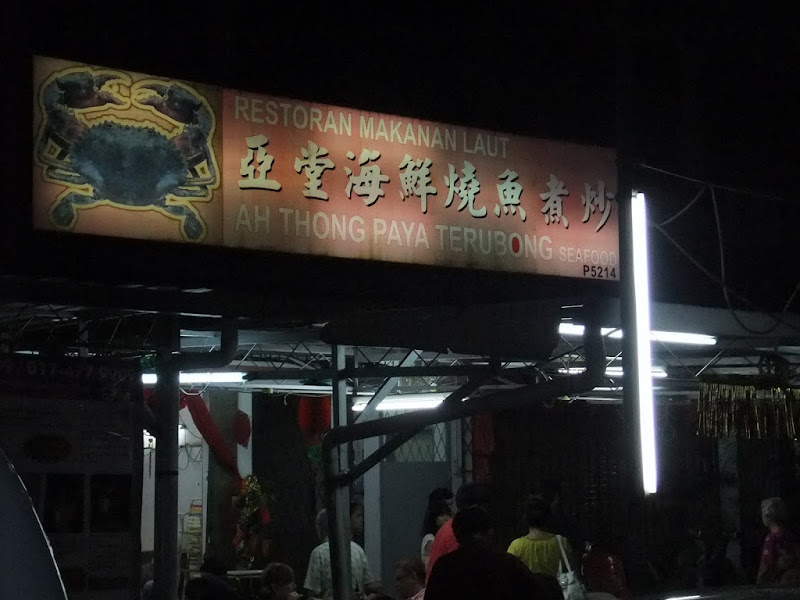 RESTORAN MAKANAN LAUT
亞堂海鮮燒魚煮炒
AH THONG PAYA TERUBONG SEAFOOD
P5214